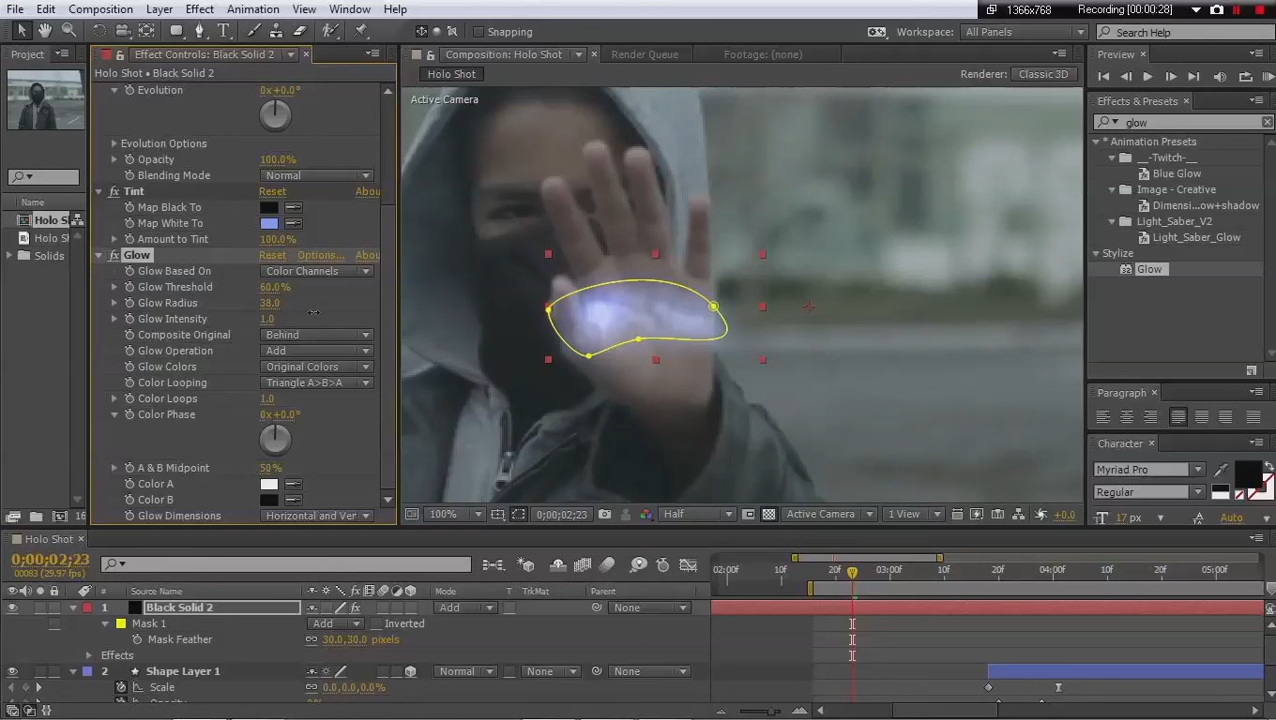 File Edit Composition Layer Effect Animation View Window Help
1366x768 Recording [00:00:28]
Snapping
Workspace: All Panels
Search Help
Project
Effect Controls: Black Solid 2
Composition: Holo Shot
Render Queue
Footage: (none)
Preview
Holo Shot • Black Solid 2
Holo Shot
Renderer: Classic 3D
Active Camera
Evolution 0x+0.0°
Evolution Options
Opacity 100.0%
Blending Mode Normal
Tint Reset Abou
Map Black To
Map White To
Amount to Tint 100.0%
Glow Reset Options... Abou
Glow Based On Color Channels
Glow Threshold 60.0%
Glow Radius 38.0
Glow Intensity 1.0
Composite Original Behind
Glow Operation Add
Glow Colors Original Colors
Color Looping Triangle A>B>A
Color Loops 1.0
Color Phase 0x+0.0°
A & B Midpoint 50%
Color A
Color B
Glow Dimensions Horizontal and Ver
Name
Holo S
Holo S
Solids
16
Effects & Presets
glow
* Animation Presets
__-Twitch-__
Blue Glow
Image - Creative
Dimensi...ow+shadow
Light_Saber_V2
Light_Saber_Glow
Stylize
Glow
Paragraph
Character
Myriad Pro
Regular
17 px
Auto
100% 0;00;02;23 Half Active Camera 1 View +0.0
Holo Shot
0;00;02;23
00083 (29.97 fps)
# Source Name Mode T TrkMat Parent
1 Black Solid 2 Add None
Mask 1 Add Inverted
Mask Feather 30.0,30.0 pixels
Effects
2 Shape Layer 1 Normal None None
Scale 0.0,0.0,0.0%
02:00f 10f 20f 03:00f 10f 20f 04:00f 10f 20f 05:00f